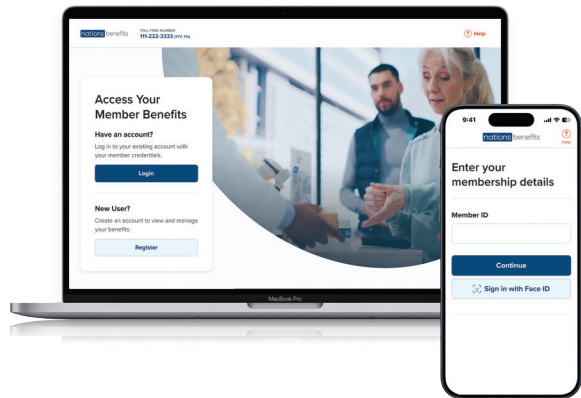 nations benefits
TOLL-FREE NUMBER
111-222-3333 (TTY: 711)
Help
Access Your
Member Benefits
Have an account?
Log in to your existing account with
your member credentials.
Login
New User?
Create an account to view and manage
your benefits.
Register
MacBook Pro
9:41
nations benefits
Help
Enter your
membership details
Member ID
Continue
Sign in with Face ID